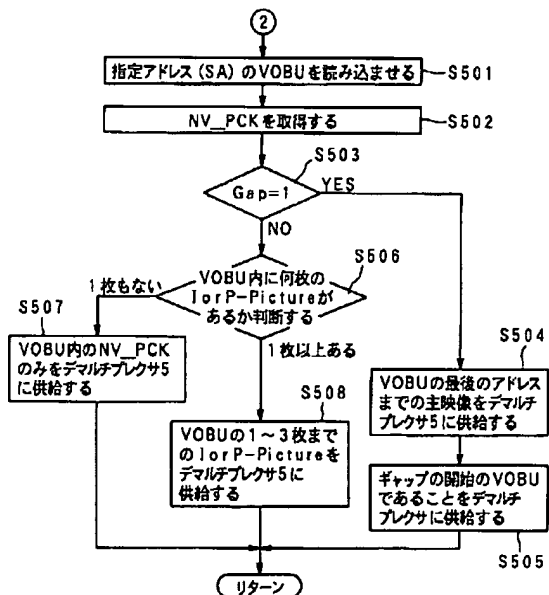 2
指定アドレス(SA)のVOBUを読み込ませる
S501
NV_PCKを取得する
S502
S503
Gap=1
YES
NO
VOBU内に何枚の
IorP-Pictureが
あるか判断する
S506
1枚もない
1枚以上ある
S507
VOBU内のNV_PCK
のみをデマルチプレクサ5
に供給する
S508
VOBUの1~3枚まで
のIorP-Pictureを
デマルチプレクサ5に
供給する
S504
VOBUの最後のアドレス
までの主映像をデマルチ
プレクサ5に供給する
ギャップの開始のVOBU
であることをデマルチ
プレクサに供給する
S505
リターン